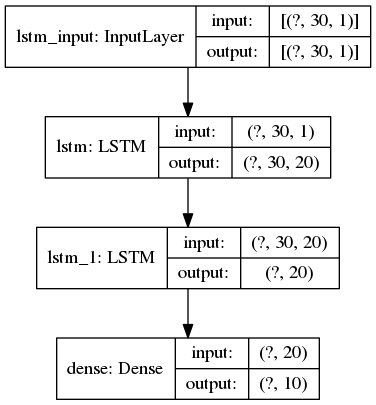 lstm_input: InputLayer
input: [(?, 30, 1)]
output: [(?, 30, 1)]
lstm: LSTM
input: (?, 30, 1)
output: (?, 30, 20)
lstm_1: LSTM
input: (?, 30, 20)
output: (?, 20)
dense: Dense
input: (?, 20)
output: (?, 10)